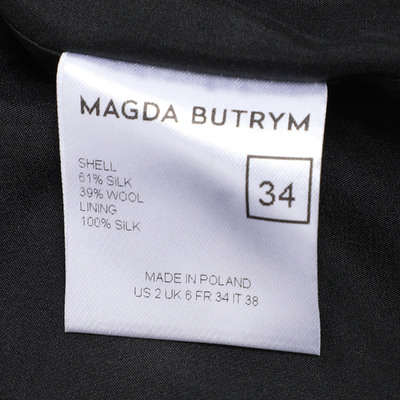 MAGDA BUTRYM
SHELL
61% SILK
39% WOOL
LINING
100% SILK
34
MADE IN POLAND
US 2 UK 6 FR 34 IT 38